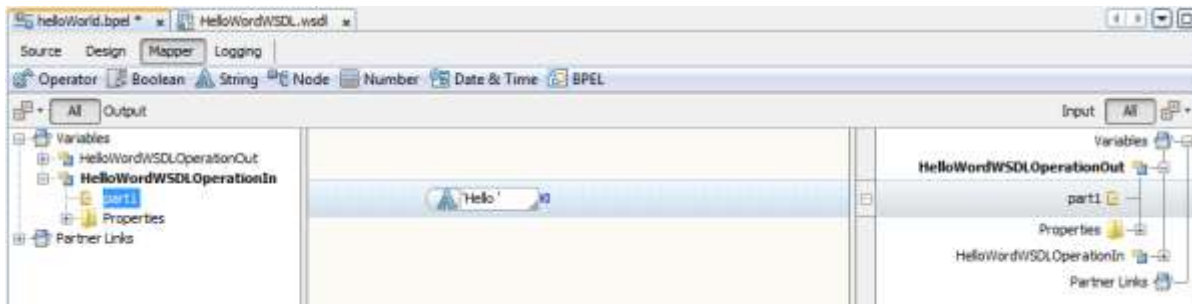 helloWorld.bpel * HelloWordWSDL.wsdl
Source Design Mapper Logging
Operator Boolean String Node Number Date & Time BPEL
All Output Input All
Variables Variables
HelloWordWSDLOperationOut HelloWordWSDLOperationOut
HelloWordWSDLOperationIn
part1 'Hello ' part1
Properties Properties
Partner Links HelloWordWSDLOperationIn
Partner Links